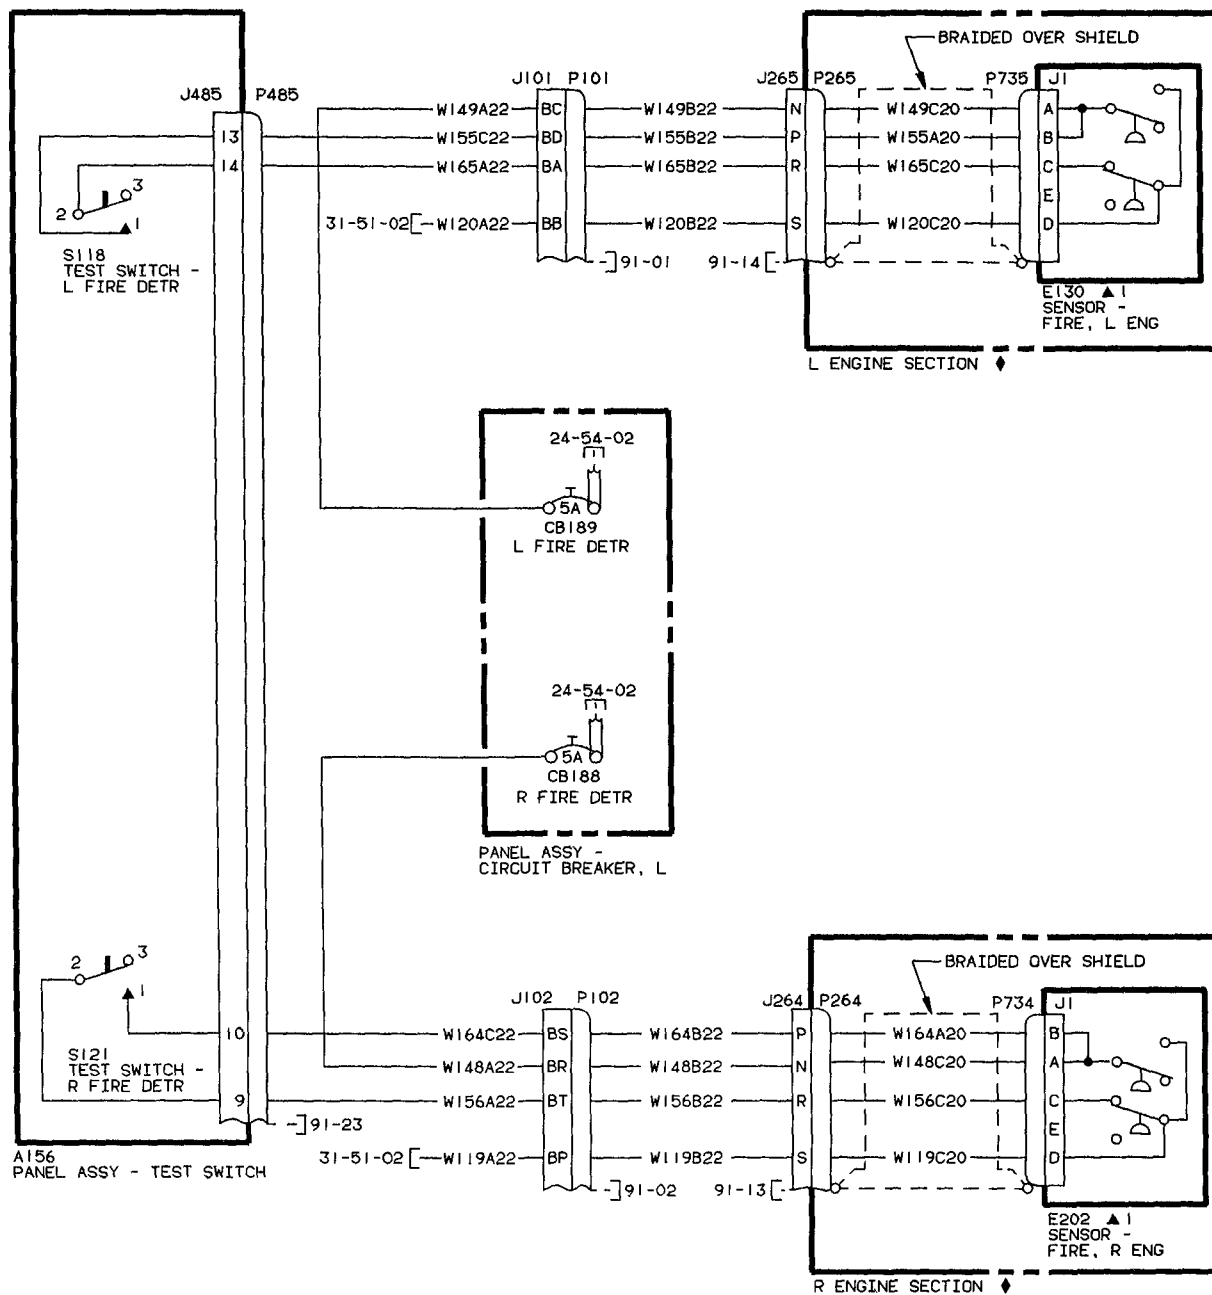 BRAIDED OVER SHIELD
J485 P485
J101 P101
J265 P265
P735 J1
W149A22 BC W149B22 N W149C20 A
13 W155C22 BD W155B22 P W155A20 B
14 W165A22 BA W165B22 R W165C20 C
E
31-51-02 W120A22 BB W120B22 S W120C20 D
2 3
1
91-01
91-14
S118
TEST SWITCH -
L FIRE DETR
E130 ▲ 1
SENSOR -
FIRE, L ENG
L ENGINE SECTION ♦
24-54-02
5A
CB189
L FIRE DETR
24-54-02
5A
CB188
R FIRE DETR
PANEL ASSY -
CIRCUIT BREAKER, L
BRAIDED OVER SHIELD
2 3
1
J102 P102
J264 P264
P734 J1
10 W164C22 BS W164B22 P W164A20 B
W148A22 BR W148B22 N W148C20 A
9 W156A22 BT W156B22 R W156C20 C
E
31-51-02 W119A22 BP W119B22 S W119C20 D
S121
TEST SWITCH -
R FIRE DETR
91-23
91-02
91-13
A156
PANEL ASSY - TEST SWITCH
E202 ▲ 1
SENSOR -
FIRE, R ENG
R ENGINE SECTION ♦